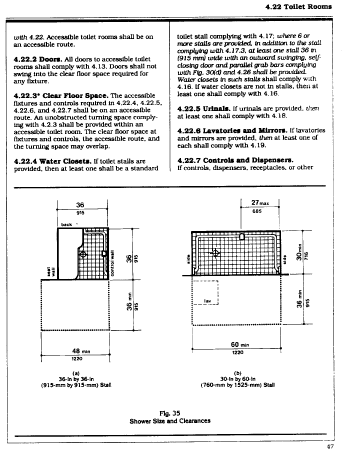 4.22 Toilet Rooms
with 4.22. Accessible toilet rooms shall be on
an accessible route.
4.22.2 Doors. All doors to accessible toilet
rooms shall comply with 4.13. Doors shall not
swing into the clear floor space required for
any fixture.
4.22.3* Clear Floor Space. The accessible
fixtures and controls required in 4.22.4, 4.22.5,
4.22.6, and 4.22.7 shall be on an accessible
route. An unobstructed turning space comply-
ing with 4.2.3 shall be provided within an
accessible toilet room. The clear floor space at
fixtures and controls, the accessible route, and
the turning space may overlap.
4.22.4 Water Closets. If toilet stalls are
provided, then at least one shall be a standard
toilet stall complying with 4.17; where 6 or
more stalls are provided, in addition to the stall
complying with 4.17.3, at least one stall 36 in
(915 mm) wide with an outward swinging, self-
closing door and parallel grab bars complying
with Fig. 30(d) and 4.26 shall be provided.
Water closets in such stalls shall comply with
4.16. If water closets are not in stalls, then at
least one shall comply with 4.16.
4.22.5 Urinals. If urinals are provided, then
at least one shall comply with 4.18.
4.22.6 Lavatories and Mirrors. If lavatories
and mirrors are provided, then at least one of
each shall comply with 4.19.
4.22.7 Controls and Dispensers.
If controls, dispensers, receptacles, or other
36
915
back
seat wall
control wall
36
915
36 min
915
48 min
1220
(a)
36-in by 36-in
(915-mm by 915-mm) Stall
27 max
685
side
side
30 min
760
lav
36 min
915
60 min
1220
(b)
30-in by 60-in
(760-mm by 1525-mm) Stall
Fig. 35
Shower Size and Clearances
47